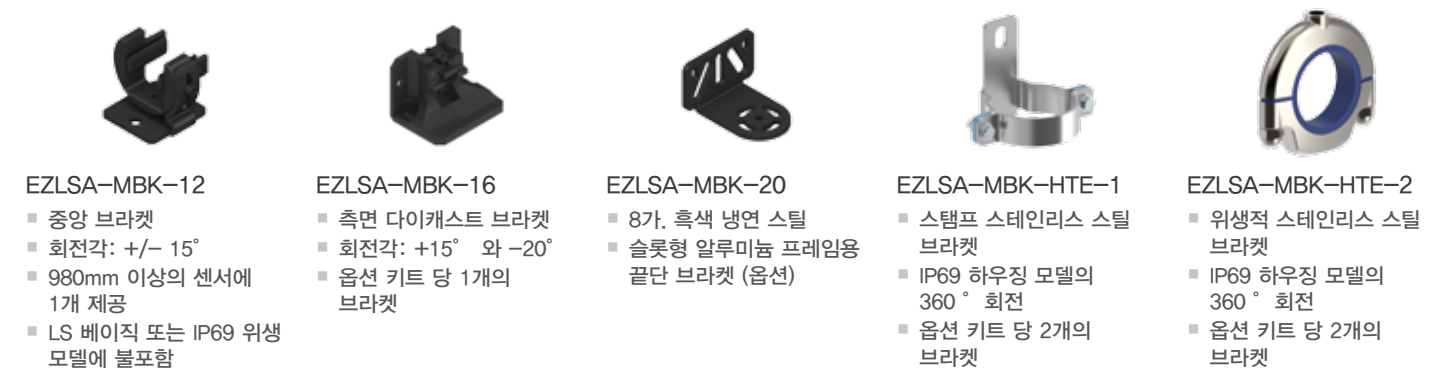 EZLSA-MBK-12
중앙 브라켓
회전각: +/- 15°
980mm 이상의 센서에
1개 제공
LS 베이직 또는 IP69 위생
모델에 불포함
EZLSA-MBK-16
측면 다이캐스트 브라켓
회전각: +15° 와 -20°
옵션 키트 당 1개의
브라켓
EZLSA-MBK-20
8가. 흑색 냉연 스틸
슬롯형 알루미늄 프레임용
끝단 브라켓 (옵션)
EZLSA-MBK-HTE-1
스탬프 스테인리스 스틸
브라켓
IP69 하우징 모델의
360 ° 회전
옵션 키트 당 2개의
브라켓
EZLSA-MBK-HTE-2
위생적 스테인리스 스틸
브라켓
IP69 하우징 모델의
360 ° 회전
옵션 키트 당 2개의
브라켓